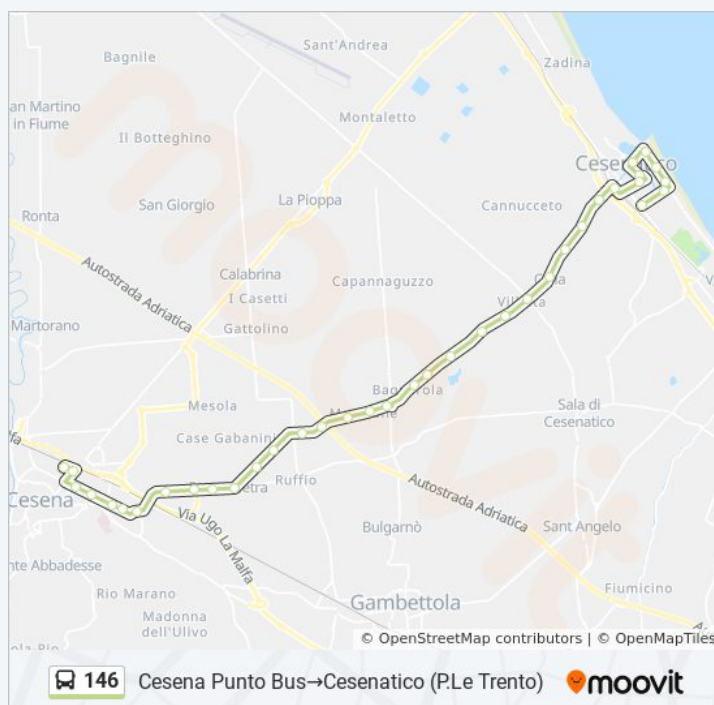 Sant'Andrea
Bagnile
Zadina
San Martino
in Fiume
Montaletto
Il Botteghino
Cesenatico
La Pioppa
San Giorgio
Cannucceto
Ronta
Autostrada Adriatica
Calabrina
Capannaguzzo
I Casetti
Villalta
Martorano
Gattolino
Mesola
Bagnarola
Sala di
Cesenatico
Case Gabanini
Ruffio
Cesena
Autostrada Adriatica
Via Ugo La Malfa
Bulgarnò
Sant Angelo
Rio Marano
Fiumicino
Madonna
dell'Ulivo
Gambettola
© OpenStreetMap contributors | © OpenMapTiles
146 Cesena Punto Bus→Cesenatico (P.Le Trento) moovit